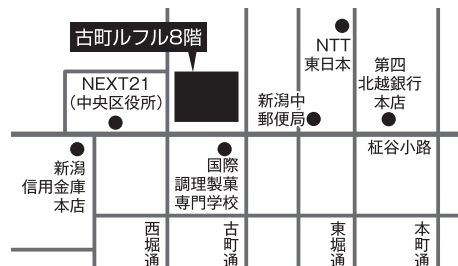 古町ルフル8階
NTT
東日本
第四
北越銀行
本店
NEXT21
(中央区役所)
新潟中
郵便局
柾谷小路
新潟
信用金庫
本店
国際
調理製菓
専門学校
西堀通
古町通
東堀通
本町通